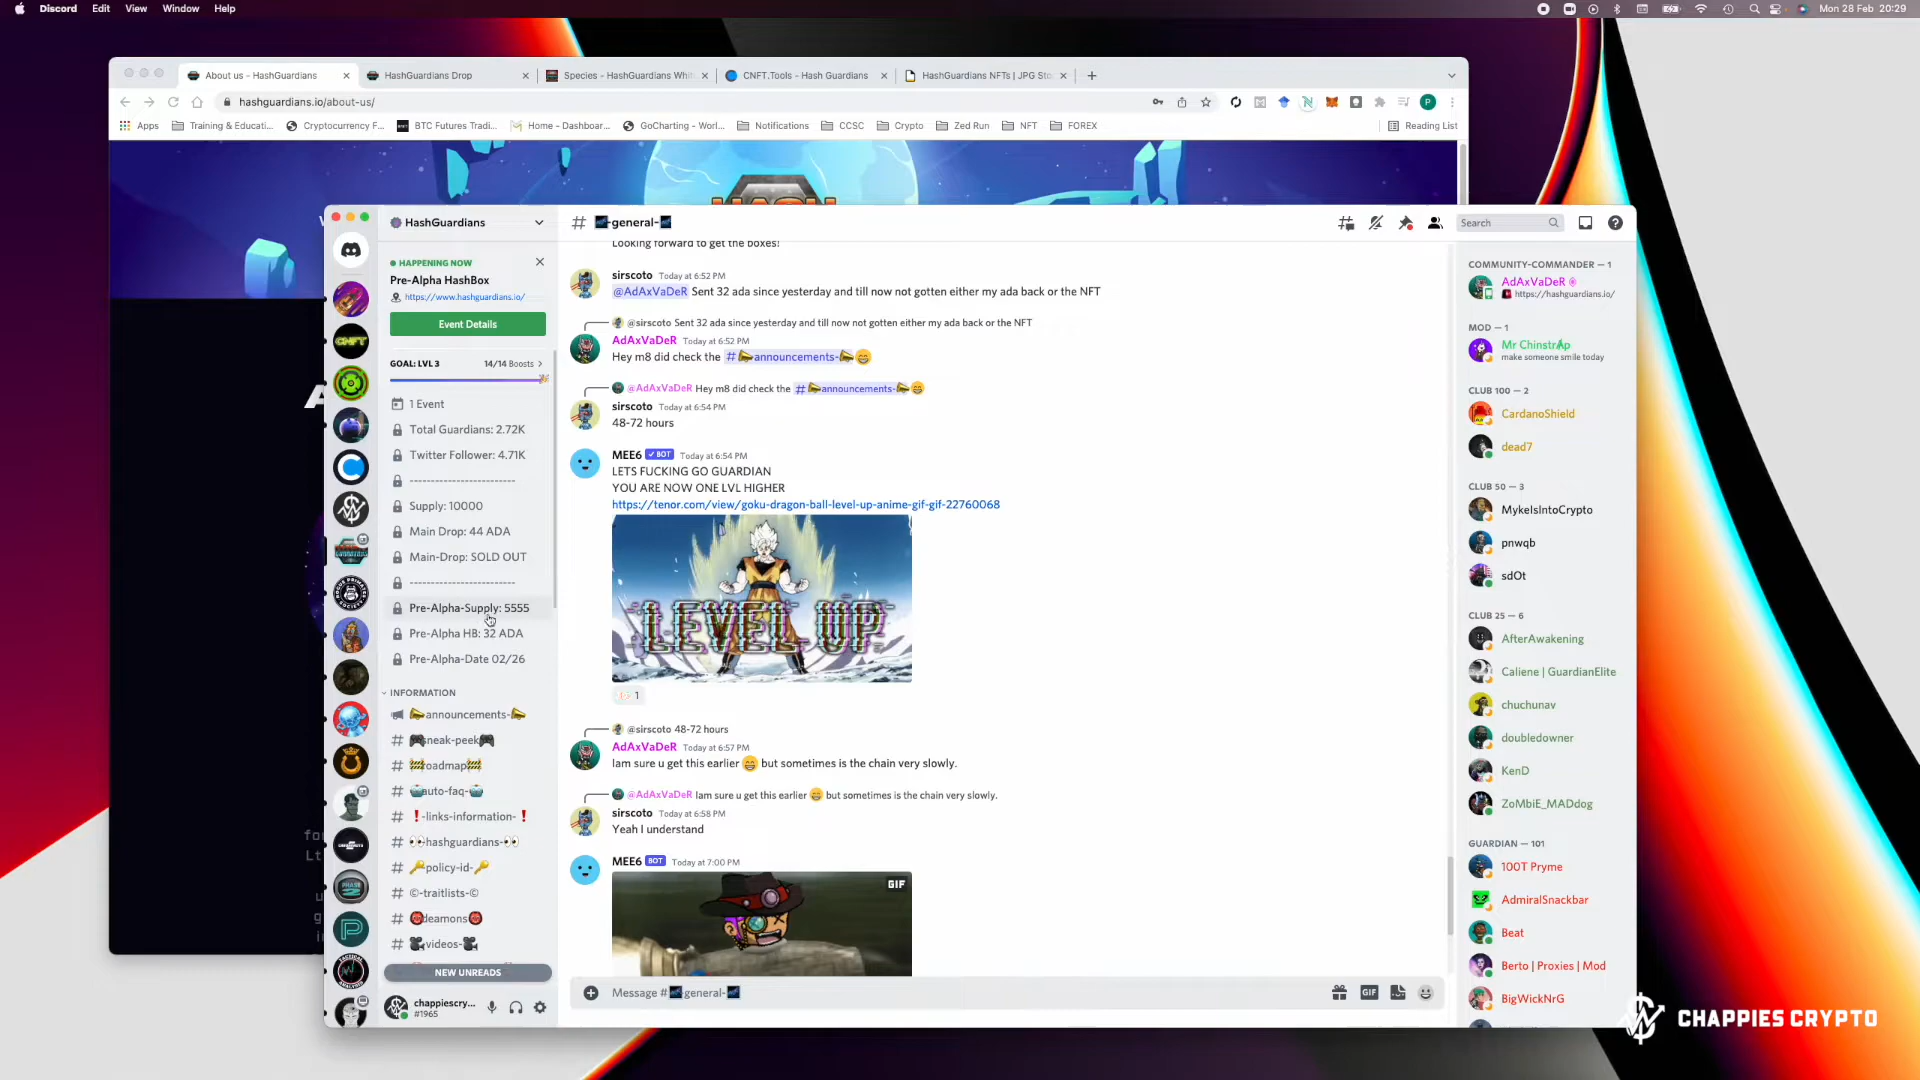 Discord Edit View Window Help
Mon 28 Feb 20:29
About us - HashGuardians
HashGuardians Drop
Species - HashGuardians Whit
CNFT.Tools - Hash Guardians
HashGuardians NFTs | JPG Sto
hashguardians.io/about-us/
P
Apps
Training & Educati...
Cryptocurrency F...
BTC Futures Tradi...
Home - Dashboar...
GoCharting - Worl...
Notifications
CCSC
Crypto
Zed Run
NFT
FOREX
Reading List
HashGuardians
HAPPENING NOW
Pre-Alpha HashBox
https://www.hashguardians.io/
Event Details
GOAL: LVL 3 14/14 Boosts
1 Event
Total Guardians: 2.72K
Twitter Follower: 4.71K
-------------------------
Supply: 10000
Main Drop: 44 ADA
Main-Drop: SOLD OUT
-------------------------
Pre-Alpha-Supply: 5555
Pre-Alpha HB: 32 ADA
Pre-Alpha-Date 02/26
INFORMATION
📣-announcements-📣
🎮sneak-peek🎮
🚧roadmap🚧
🤖auto-faq-🤖
❗-links-information-❗
👀hashguardians-👀
🔑policy-id-🔑
©-traitlists-©
👹deamons👹
🎥videos-🎥
NEW UNREADS
chappiescry...
#1965
# -general-
Search
Looking forward to get the boxes!
sirscoto Today at 6:52 PM
@AdAxVaDeR Sent 32 ada since yesterday and till now not gotten either my ada back or the NFT
@sirscoto Sent 32 ada since yesterday and till now not gotten either my ada back or the NFT
AdAxVaDeR Today at 6:52 PM
Hey m8 did check the # 📣announcements-📣 😁
@AdAxVaDeR Hey m8 did check the # 📣announcements-📣 😁
sirscoto Today at 6:54 PM
48-72 hours
MEE6 ✓ BOT Today at 6:54 PM
LETS FUCKING GO GUARDIAN
YOU ARE NOW ONE LVL HIGHER
https://tenor.com/view/goku-dragon-ball-level-up-anime-gif-gif-22760068
LEVEL UP
1
@sirscoto 48-72 hours
AdAxVaDeR Today at 6:57 PM
Iam sure u get this earlier 😁 but sometimes is the chain very slowly.
@AdAxVaDeR Iam sure u get this earlier 😁 but sometimes is the chain very slowly.
sirscoto Today at 6:58 PM
Yeah I understand
MEE6 BOT Today at 7:00 PM
GIF
Message # general-
GIF
COMMUNITY-COMMANDER — 1
AdAxVaDeR
https://hashguardians.io/
MOD — 1
Mr Chinstrap
make someone smile today
CLUB 100 — 2
CardanoShield
dead7
CLUB 50 — 3
MykeIsIntoCrypto
pnwqb
sdOt
CLUB 25 — 6
AfterAwakening
Caliene | GuardianElite
chuchunav
doubledowner
KenD
ZoMbiE_MADdog
GUARDIAN — 101
100T Pryme
AdmiralSnackbar
Beat
Berto | Proxies | Mod
BigWickNrG
CHAPPIES CRYPTO